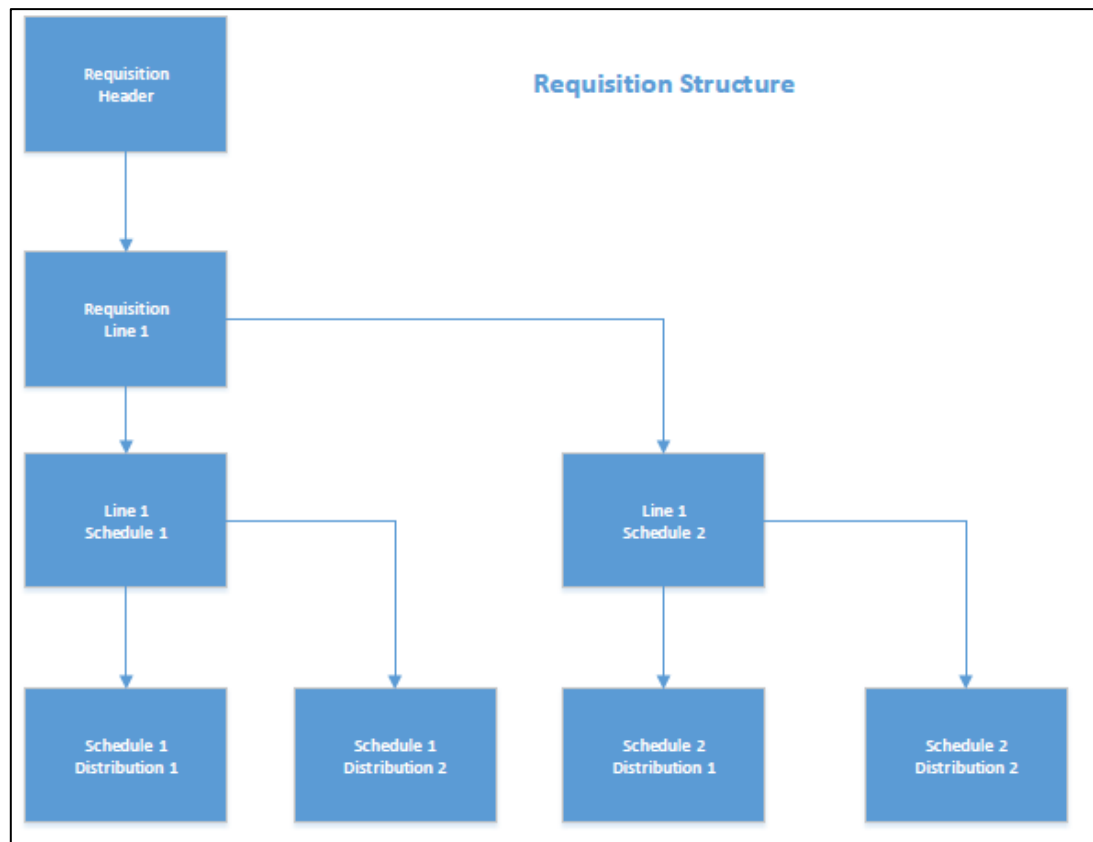 Requisition
Header
Requisition Structure
Requisition
Line 1
Line 1
Schedule 1
Line 1
Schedule 2
Schedule 1
Distribution 1
Schedule 1
Distribution 2
Schedule 2
Distribution 1
Schedule 2
Distribution 2